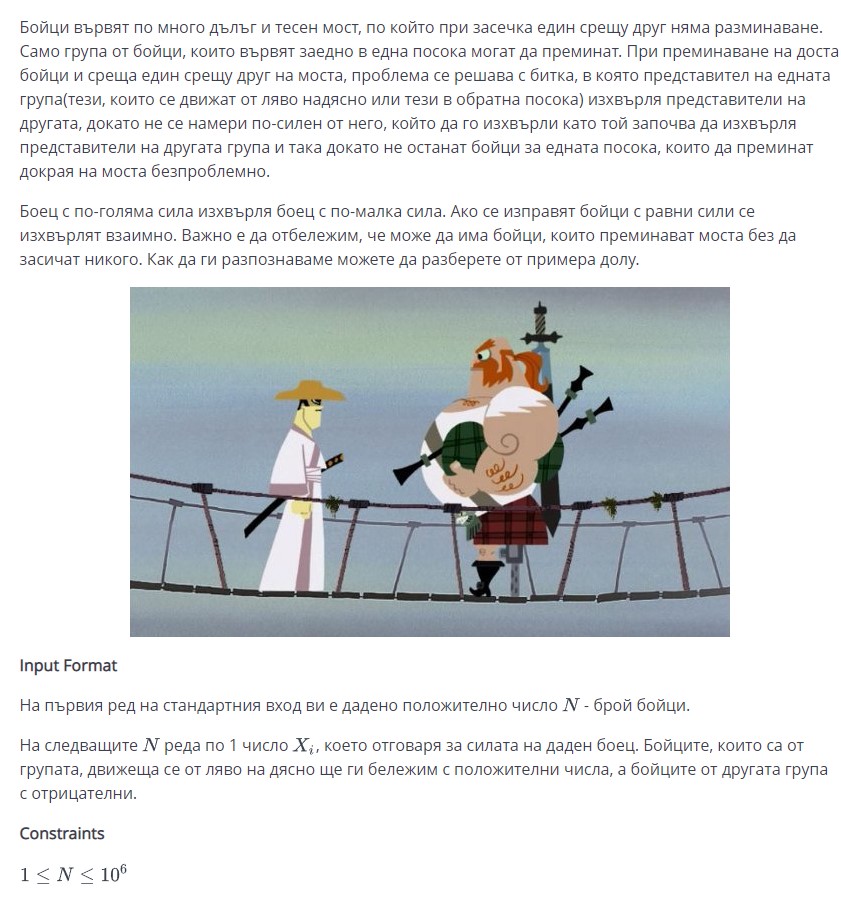 Бойци вървят по много дълъг и тесен мост, по който при засечка един срещу друг няма разминаване.
Само група от бойци, които вървят заедно в една посока могат да преминат. При преминаване на доста
бойци и среща един срещу друг на моста, проблема се решава с битка, в която представител на едната
група(тези, които се движат от ляво надясно или тези в обратна посока) изхвърля представители на
другата, докато не се намери по-силен от него, който да го изхвърли като той започва да изхвърля
представители на другата група и така докато не останат бойци за едната посока, които да преминат
докрая на моста безпроблемно.
Боец с по-голяма сила изхвърля боец с по-малка сила. Ако се изправят бойци с равни сили се
изхвърлят взаимно. Важно е да отбележим, че може да има бойци, които преминават моста без да
засичат никого. Как да ги разпознаваме можете да разберете от примера долу.
Input Format
На първия ред на стандартния вход ви е дадено положително число N - брой бойци.
На следващите N реда по 1 число Xᵢ, което отговаря за силата на даден боец. Бойците, които са от
групата, движеща се от ляво на дясно ще ги бележим с положителни числа, а бойците от другата група
с отрицателни.
Constraints
1 ≤ N ≤ 10⁶